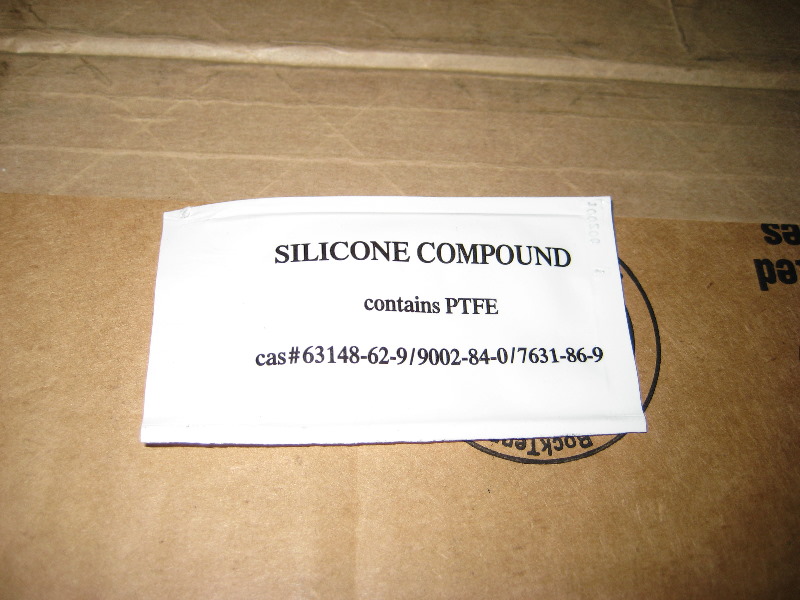 SILICONE COMPOUND
contains PTFE
cas#63148-62-9/9002-84-0/7631-86-9